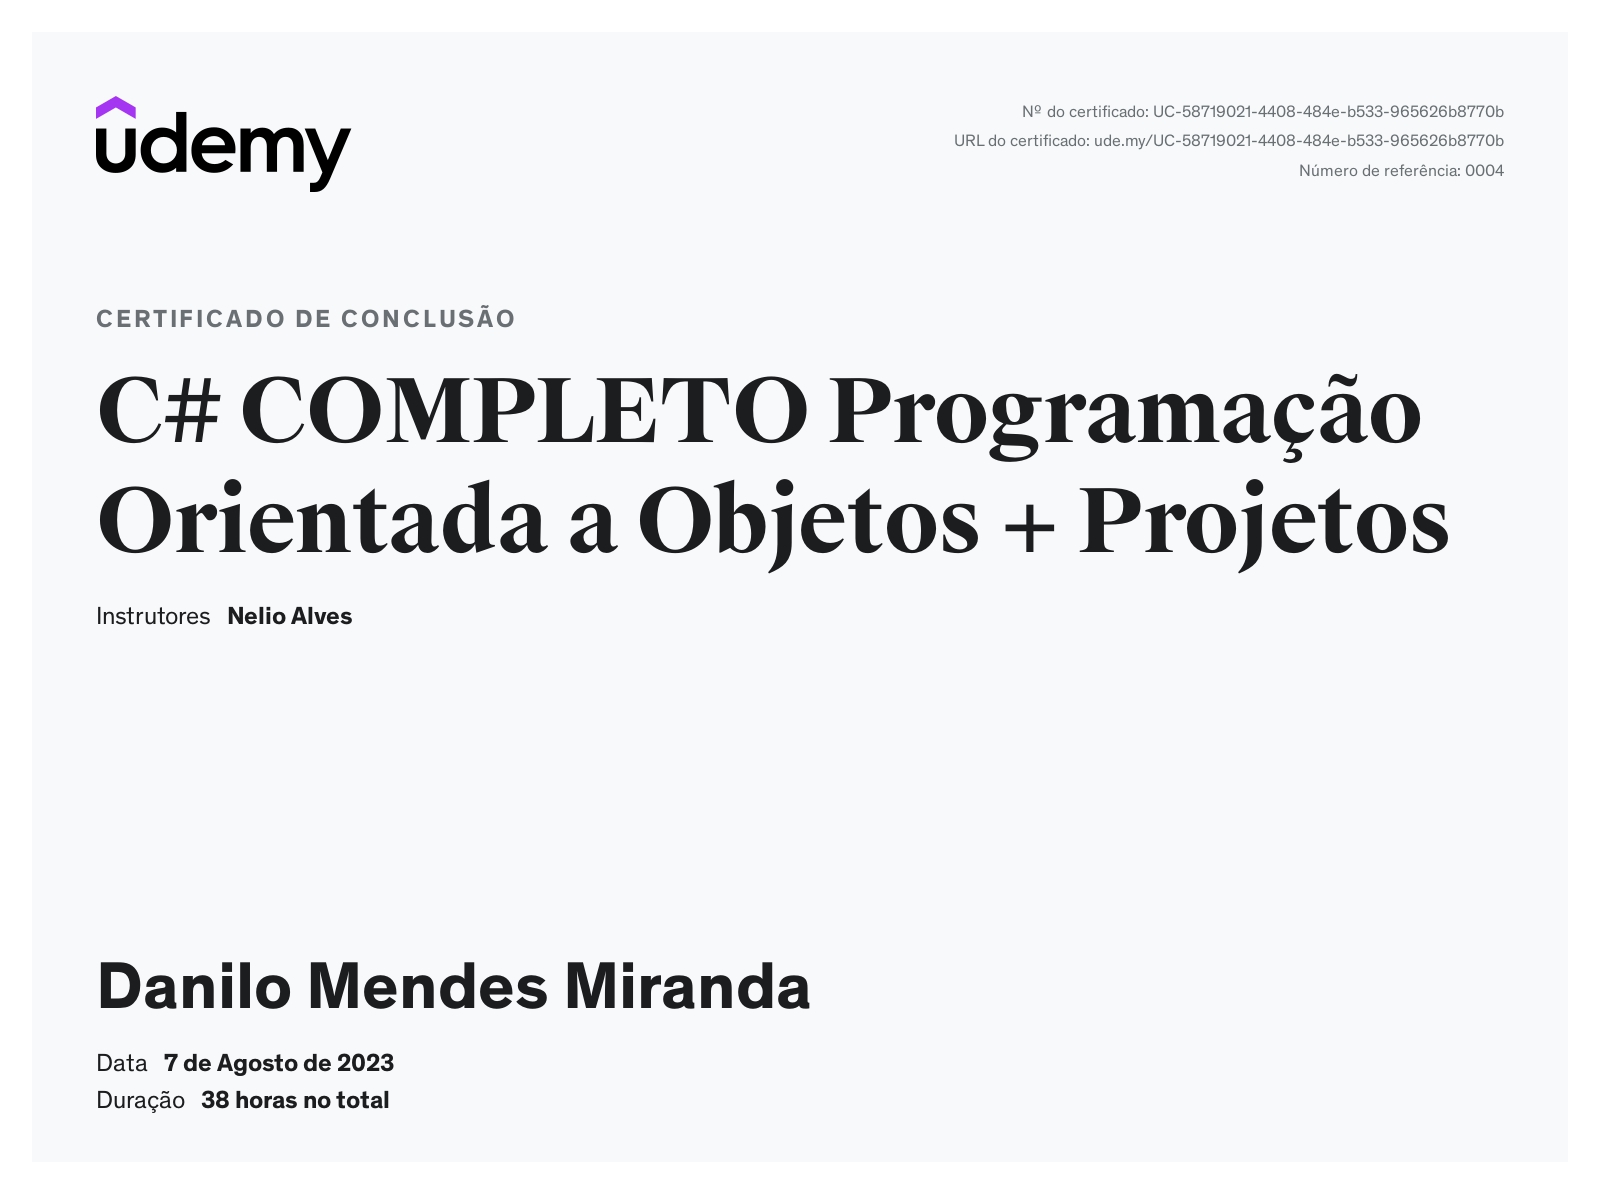 udemy
Nº do certificado: UC-58719021-4408-484e-b533-965626b8770b
URL do certificado: ude.my/UC-58719021-4408-484e-b533-965626b8770b
Número de referência: 0004
CERTIFICADO DE CONCLUSÃO
C# COMPLETO Programação
Orientada a Objetos + Projetos
Instrutores Nelio Alves
Danilo Mendes Miranda
Data 7 de Agosto de 2023
Duração 38 horas no total